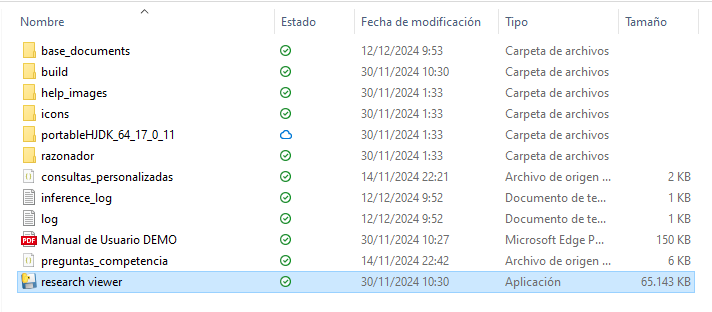 Nombre Estado Fecha de modificación Tipo Tamaño
base_documents 12/12/2024 9:53 Carpeta de archivos
build 30/11/2024 10:30 Carpeta de archivos
help_images 30/11/2024 1:33 Carpeta de archivos
icons 30/11/2024 1:33 Carpeta de archivos
portableHJDK_64_17_0_11 30/11/2024 1:33 Carpeta de archivos
razonador 30/11/2024 1:33 Carpeta de archivos
consultas_personalizadas 14/11/2024 22:21 Archivo de origen ... 2 KB
inference_log 12/12/2024 9:52 Documento de te... 1 KB
log 12/12/2024 9:52 Documento de te... 1 KB
PDF Manual de Usuario DEMO 30/11/2024 10:27 Microsoft Edge P... 150 KB
preguntas_competencia 14/11/2024 22:42 Archivo de origen ... 6 KB
research viewer 30/11/2024 10:30 Aplicación 65.143 KB